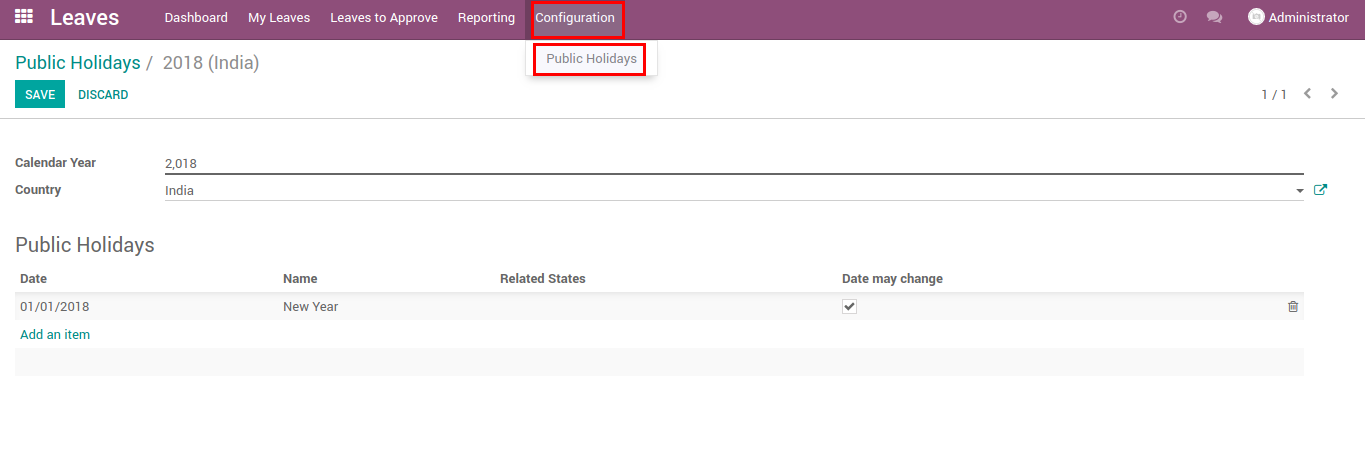 Leaves Dashboard My Leaves Leaves to Approve Reporting Configuration Administrator
Public Holidays
Public Holidays / 2018 (India)
SAVE DISCARD 1 / 1
Calendar Year 2,018
Country India
Public Holidays
Date Name Related States Date may change
01/01/2018 New Year
Add an item